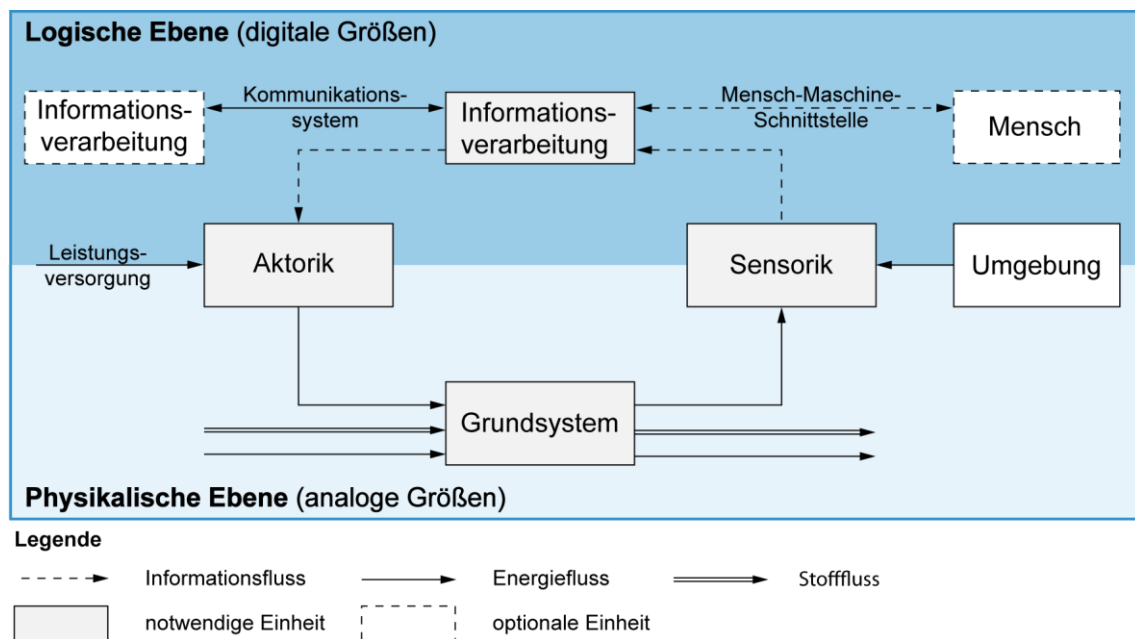 Logische Ebene (digitale Größen)
Informations-
verarbeitung
Kommunikations-
system
Informations-
verarbeitung
Mensch-Maschine-
Schnittstelle
Mensch
Leistungs-
versorgung
Aktorik
Sensorik
Umgebung
Grundsystem
Physikalische Ebene (analoge Größen)
Legende
Informationsfluss
Energiefluss
Stofffluss
notwendige Einheit
optionale Einheit